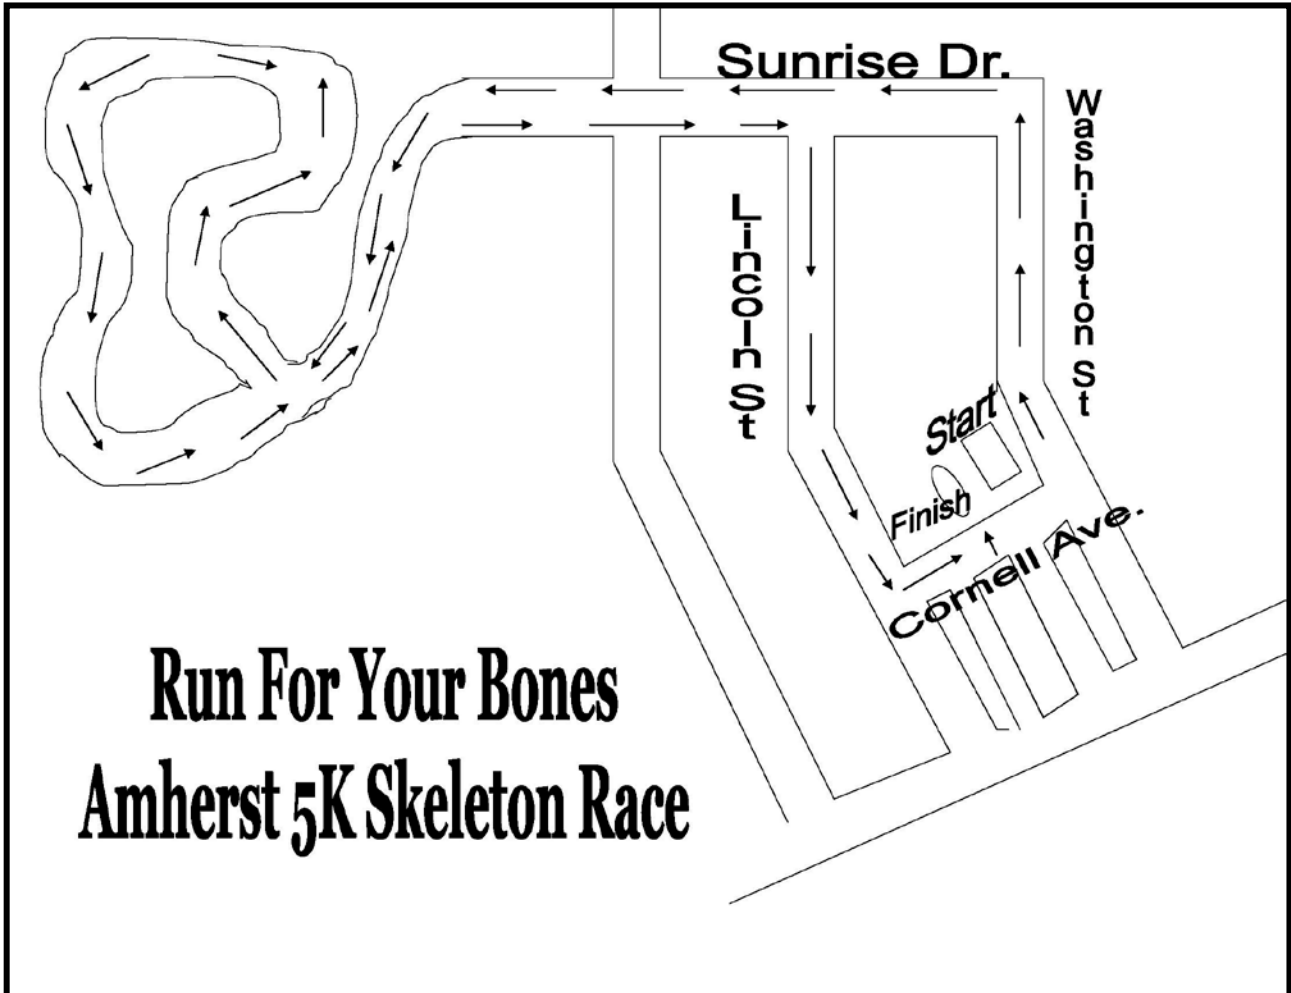 Sunrise Dr.
Washington St
Lincoln St
Start
Finish
Cornell Ave.
Run For Your Bones
Amherst 5K Skeleton Race